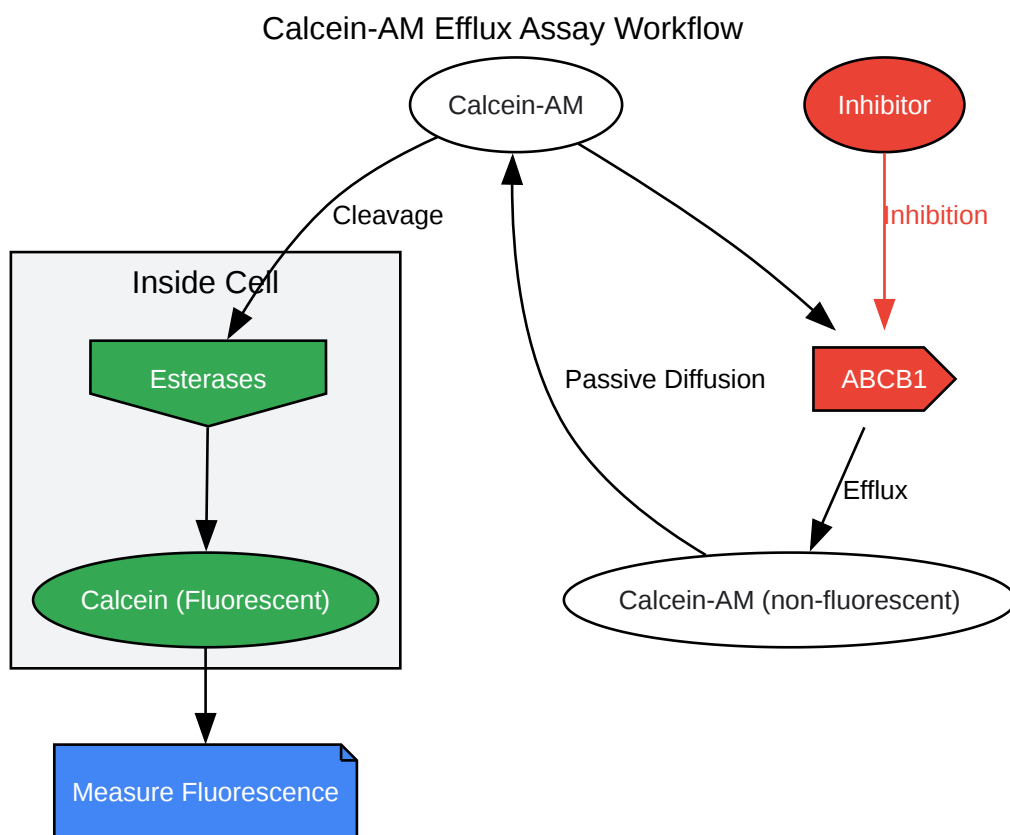 Calcein-AM Efflux Assay Workflow
Calcein-AM
Inhibitor
Cleavage
Inhibition
Inside Cell
Esterases
Passive Diffusion
ABCB1
Efflux
Calcein (Fluorescent)
Calcein-AM (non-fluorescent)
Measure Fluorescence